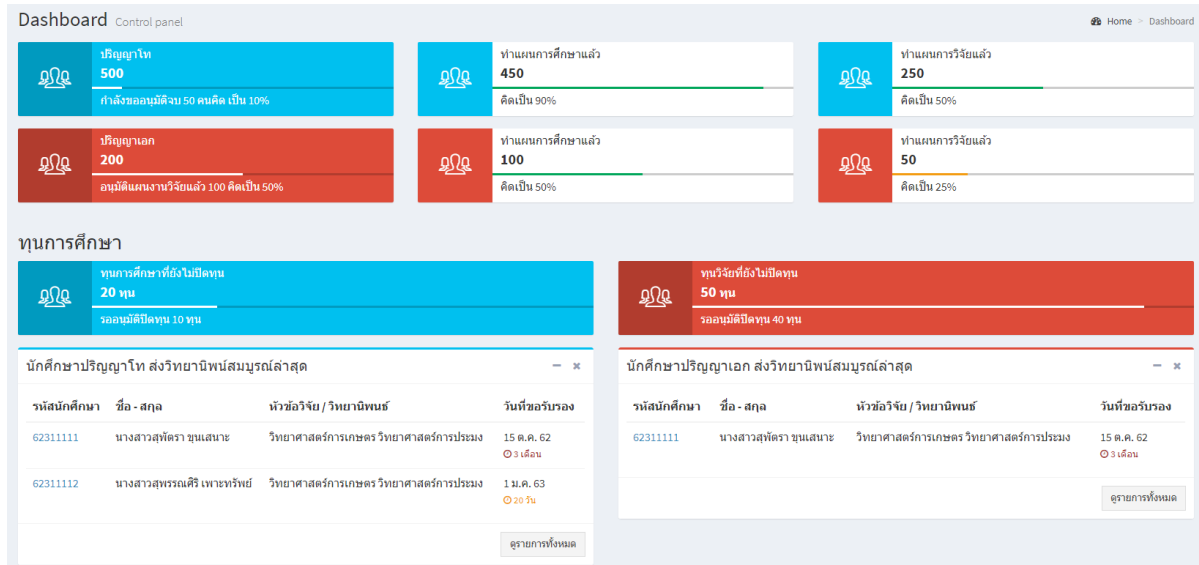 Dashboard Control panel
Home > Dashboard
ปริญญาโท
500
กำลังขออนุมัติจบ 50 คนคิด เป็น 10%
ทำแผนการศึกษาแล้ว
450
คิดเป็น 90%
ทำแผนการวิจัยแล้ว
250
คิดเป็น 50%
ปริญญาเอก
200
อนุมัติแผนงานวิจัยแล้ว 100 คิดเป็น 50%
ทำแผนการศึกษาแล้ว
100
คิดเป็น 50%
ทำแผนการวิจัยแล้ว
50
คิดเป็น 25%
ทุนการศึกษา
ทุนการศึกษาที่ยังไม่ปิดทุน
20 ทุน
รออนุมัติปิดทุน 10 ทุน
ทุนวิจัยที่ยังไม่ปิดทุน
50 ทุน
รออนุมัติปิดทุน 40 ทุน
นักศึกษาปริญญาโท ส่งวิทยานิพน์สมบูรณ์ล่าสุด
รหัสนักศึกษา ชื่อ - สกุล หัวข้อวิจัย / วิทยานิพนธ์ วันที่ขอรับรอง
62311111 นางสาวสุพัตรา ขุนเสนาะ วิทยาศาสตร์การเกษตร วิทยาศาสตร์การประมง 15 ต.ค. 62
3 เดือน
62311112 นางสาวสุพรรณศิริ เพาะทรัพย์ วิทยาศาสตร์การเกษตร วิทยาศาสตร์การประมง 1 ม.ค. 63
20 วัน
ดูรายการทั้งหมด
นักศึกษาปริญญาเอก ส่งวิทยานิพน์สมบูรณ์ล่าสุด
รหัสนักศึกษา ชื่อ - สกุล หัวข้อวิจัย / วิทยานิพนธ์ วันที่ขอรับรอง
62311111 นางสาวสุพัตรา ขุนเสนาะ วิทยาศาสตร์การเกษตร วิทยาศาสตร์การประมง 15 ต.ค. 62
3 เดือน
ดูรายการทั้งหมด